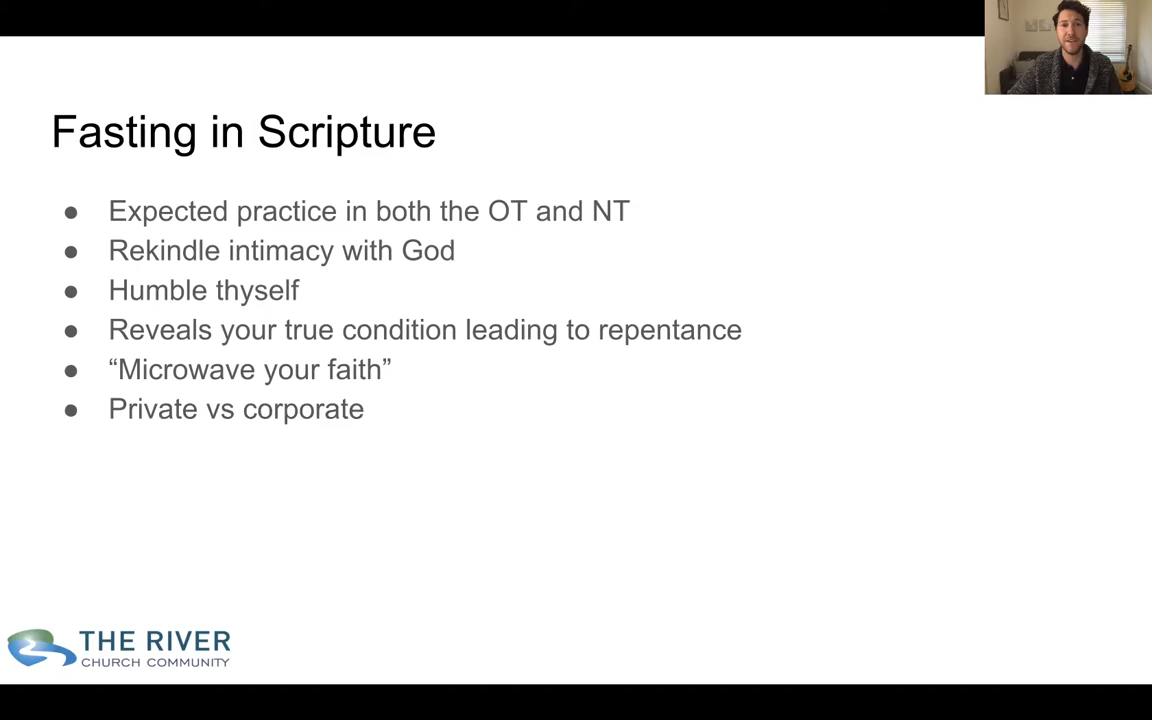 Fasting in Scripture
● Expected practice in both the OT and NT
● Rekindle intimacy with God
● Humble thyself
● Reveals your true condition leading to repentance
● “Microwave your faith”
● Private vs corporate
THE RIVER
CHURCH COMMUNITY